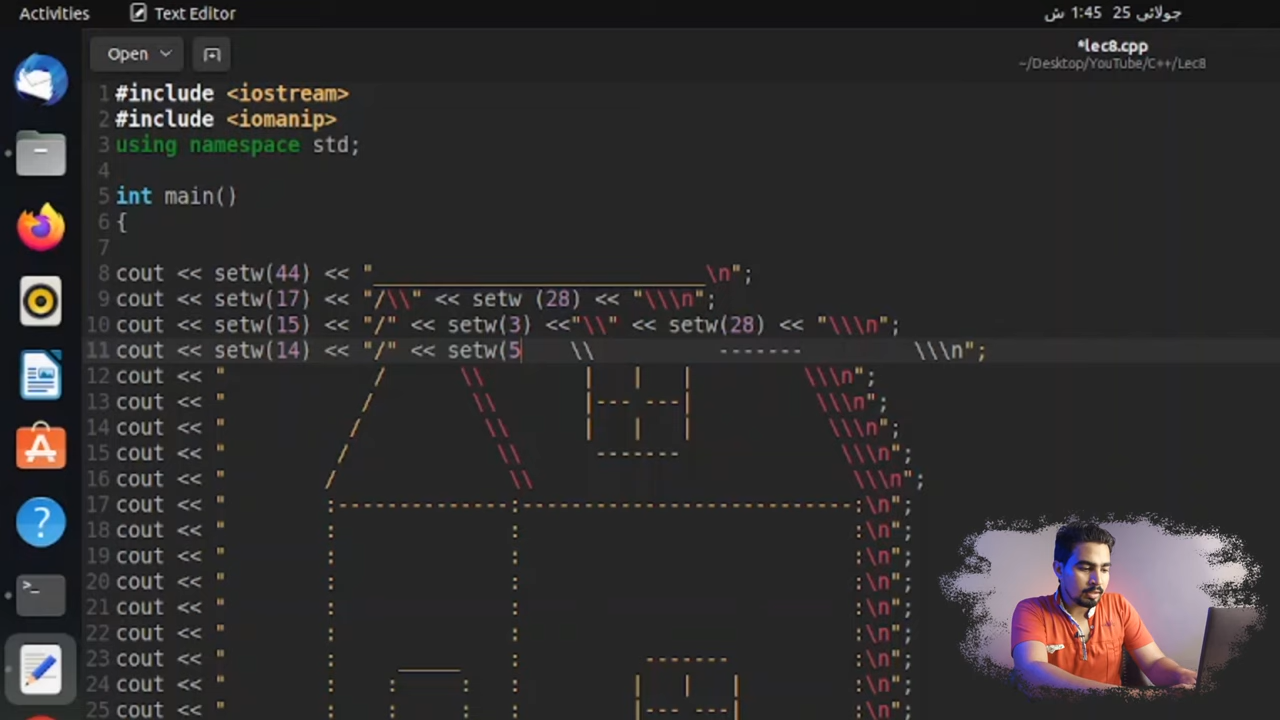 Activities Text Editor جولائی 25 1:45 ش
Open *lec8.cpp
~/Desktop/YouTube/C++/Lec8
1 #include <iostream>
2 #include <iomanip>
3 using namespace std;
4
5 int main()
6 {
7
8 cout << setw(44) << "___________________________\n";
9 cout << setw(17) << "/\\" << setw (28) << "\\\n";
10 cout << setw(15) << "/" << setw(3) <<"\\" << setw(28) << "\\\n";
11 cout << setw(14) << "/" << setw(5    \\          -------         \\\n";
12 cout << "            /      \\        |   |   |         \\\n";
13 cout << "           /        \\       |--- ---|          \\\n";
14 cout << "          /          \\      |   |   |           \\\n";
15 cout << "         /            \\      -------             \\\n";
16 cout << "        /              \\                          \\\n";
17 cout << "        :--------------:---------------------------:\n";
18 cout << "        :              :                           :\n";
19 cout << "        :              :                           :\n";
20 cout << "        :              :                           :\n";
21 cout << "        :              :                           :\n";
22 cout << "        :              :                           :\n";
23 cout << "        :     _____    :          -------          :\n";
24 cout << "        :    :     :   :         |   |   |         :\n";
25 cout << "        :    :     :   :         |--- ---|         :\n";
>_
?